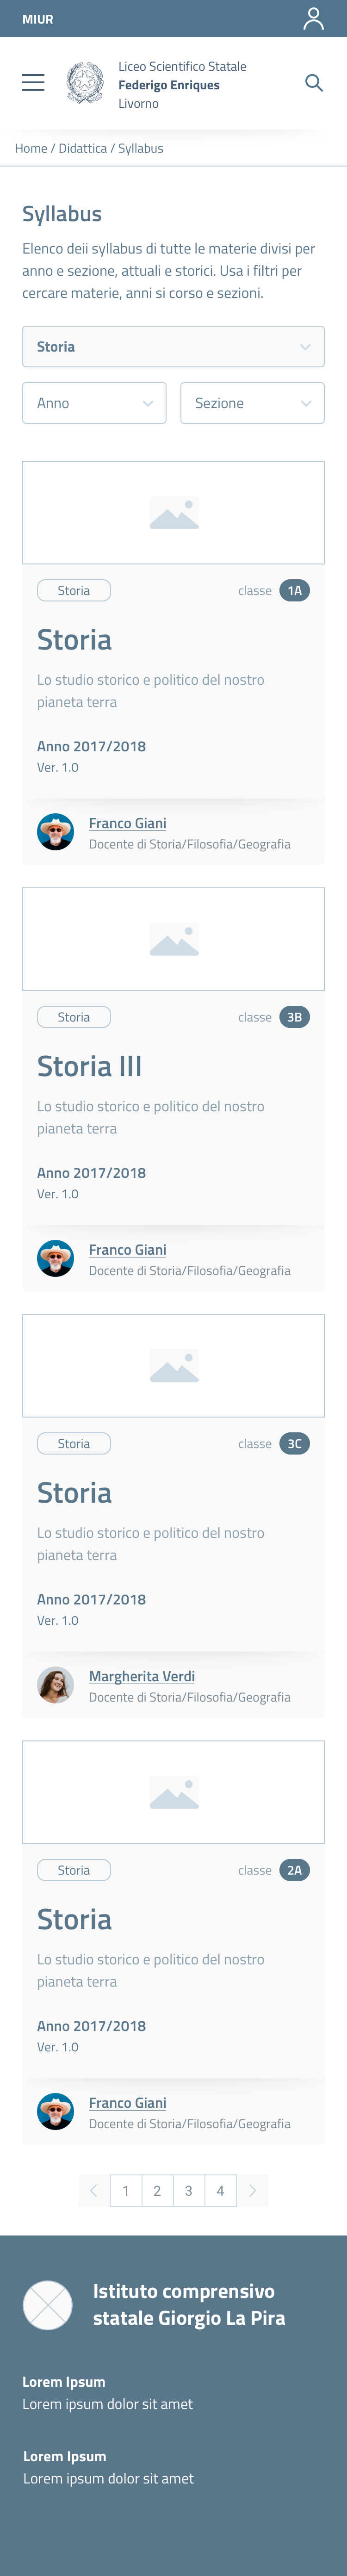 MIUR
Liceo Scientifico Statale
Federigo Enriques
Livorno
Home / Didattica / Syllabus
Syllabus
Elenco deii syllabus di tutte le materie divisi per
anno e sezione, attuali e storici. Usa i filtri per
cercare materie, anni si corso e sezioni.
Storia
Anno Sezione
Storia classe 1A
Storia
Lo studio storico e politico del nostro
pianeta terra
Anno 2017/2018
Ver. 1.0
Franco Giani
Docente di Storia/Filosofia/Geografia
Storia classe 3B
Storia III
Lo studio storico e politico del nostro
pianeta terra
Anno 2017/2018
Ver. 1.0
Franco Giani
Docente di Storia/Filosofia/Geografia
Storia classe 3C
Storia
Lo studio storico e politico del nostro
pianeta terra
Anno 2017/2018
Ver. 1.0
Margherita Verdi
Docente di Storia/Filosofia/Geografia
Storia classe 2A
Storia
Lo studio storico e politico del nostro
pianeta terra
Anno 2017/2018
Ver. 1.0
Franco Giani
Docente di Storia/Filosofia/Geografia
1 2 3 4
Istituto comprensivo
statale Giorgio La Pira
Lorem Ipsum
Lorem ipsum dolor sit amet
Lorem Ipsum
Lorem ipsum dolor sit amet